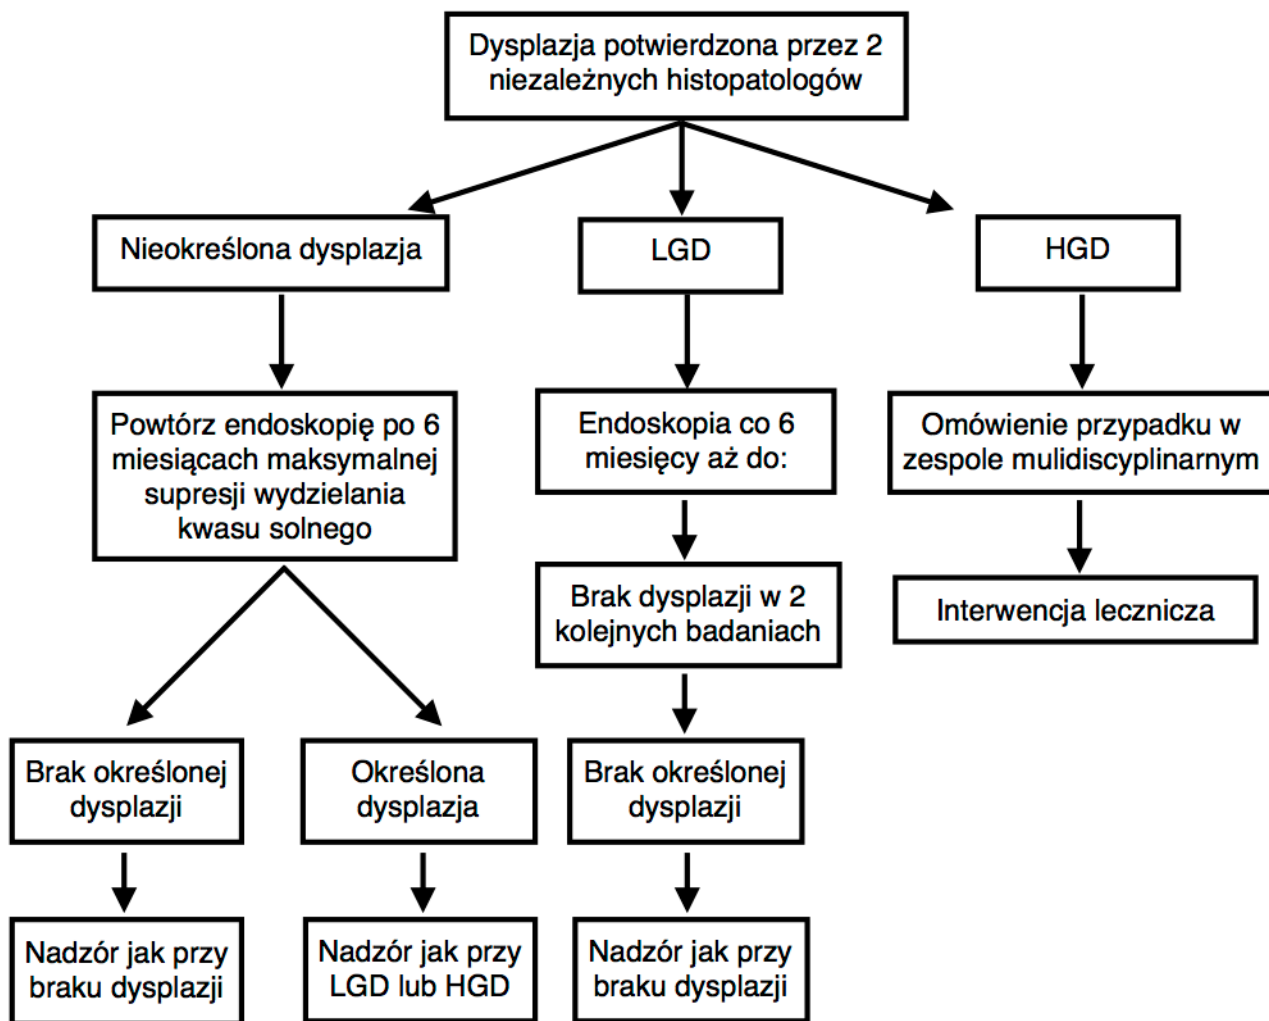 Dysplazja potwierdzona przez 2
niezależnych histopatologów
Nieokreślona dysplazja
LGD
HGD
Powtórz endoskopię po 6
miesiącach maksymalnej
supresji wydzielania
kwasu solnego
Endoskopia co 6
miesięcy aż do:
Omówienie przypadku w
zespole mulidiscyplinarnym
Brak dysplazji w 2
kolejnych badaniach
Interwencja lecznicza
Brak określonej
dysplazji
Określona
dysplazja
Brak określonej
dysplazji
Nadzór jak przy
braku dysplazji
Nadzór jak przy
LGD lub HGD
Nadzór jak przy
braku dysplazji